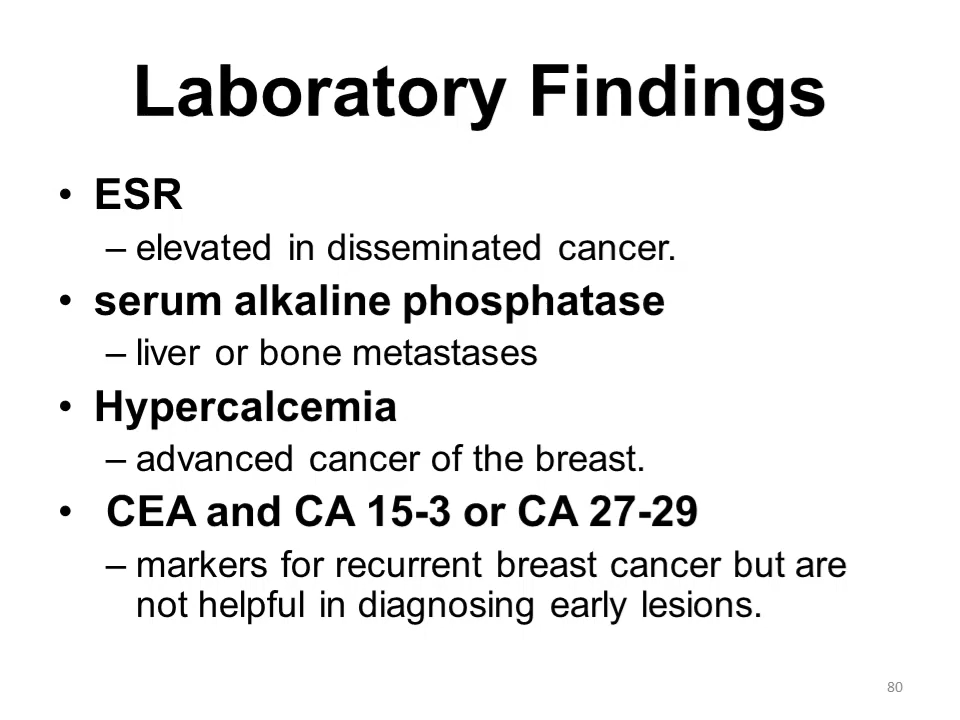 Laboratory Findings
• ESR
– elevated in disseminated cancer.
• serum alkaline phosphatase
– liver or bone metastases
• Hypercalcemia
– advanced cancer of the breast.
• CEA and CA 15-3 or CA 27-29
– markers for recurrent breast cancer but are
not helpful in diagnosing early lesions.
80